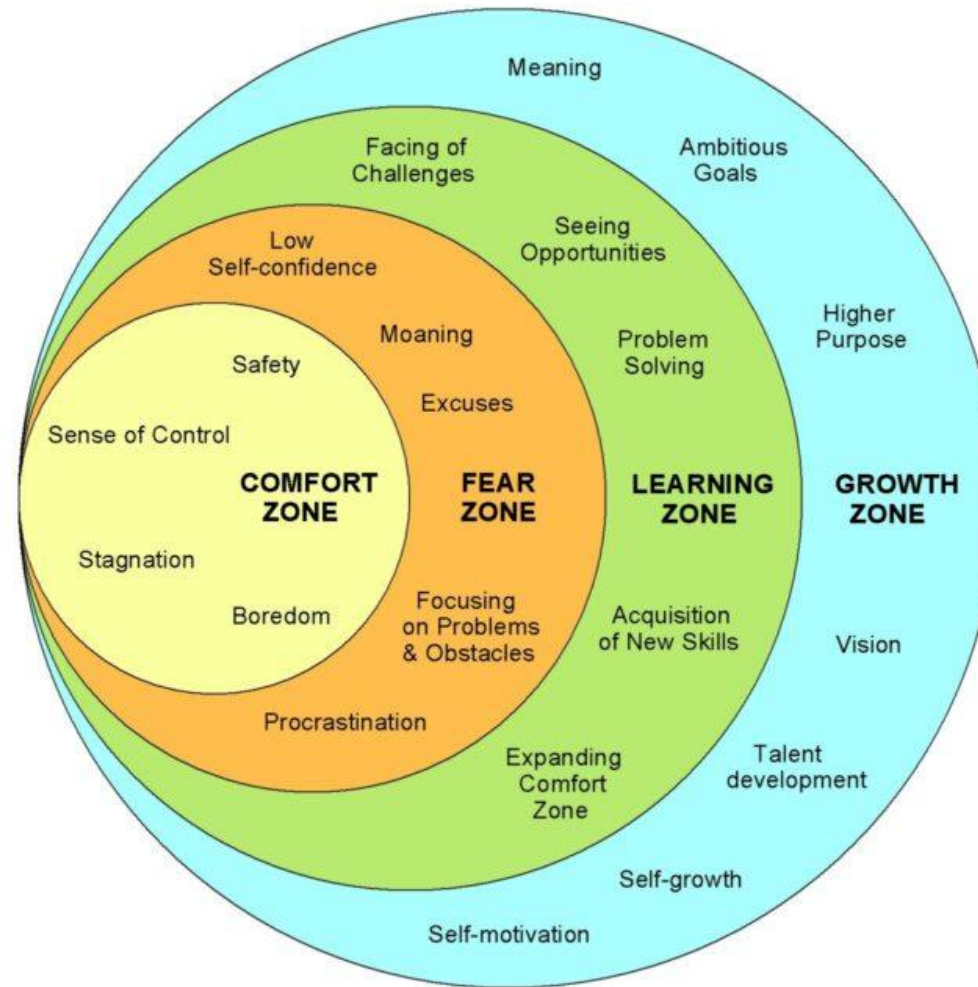 Meaning
Ambitious
Goals
Higher
Purpose
GROWTH
ZONE
Vision
Talent
development
Self-growth
Self-motivation
Facing of
Challenges
Seeing
Opportunities
Problem
Solving
LEARNING
ZONE
Acquisition
of New Skills
Expanding
Comfort
Zone
Low
Self-confidence
Moaning
Excuses
FEAR
ZONE
Focusing
on Problems
& Obstacles
Procrastination
Safety
Sense of Control
COMFORT
ZONE
Stagnation
Boredom